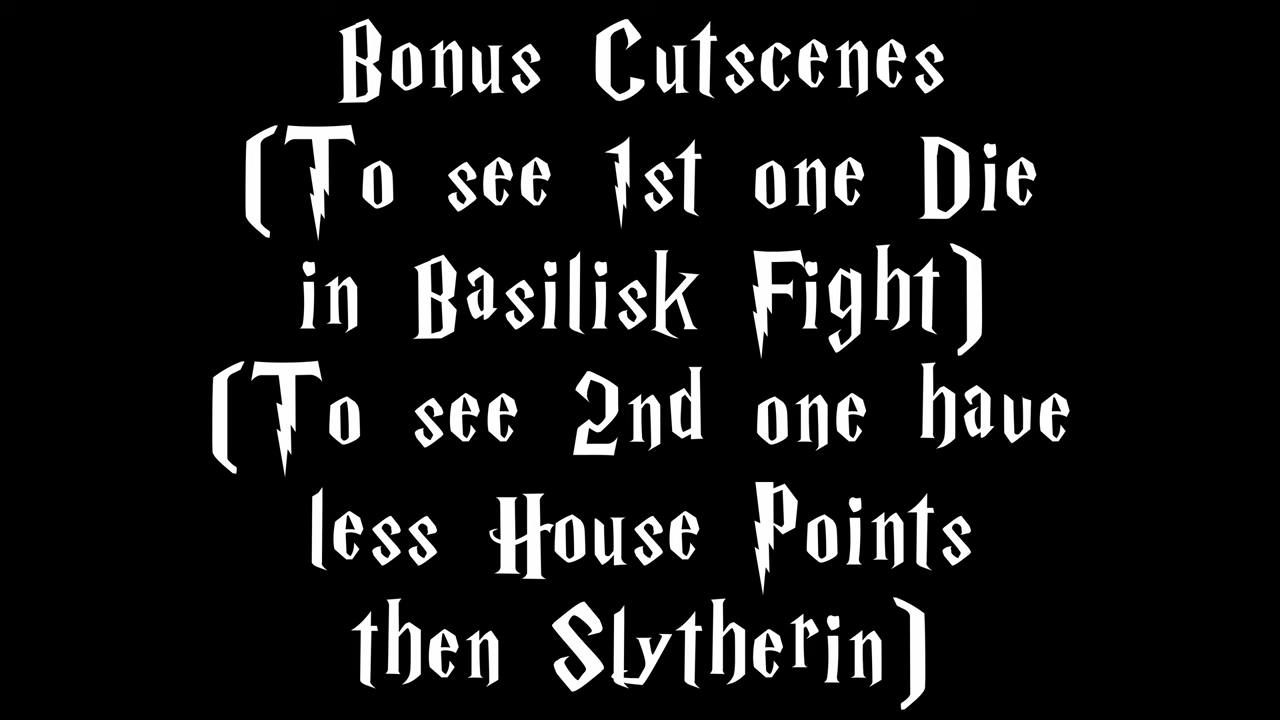 Bonus Cutscenes
(To see 1st one Die
in Basilisk Fight)
(To see 2nd one have
less House Points
then Slytherin)